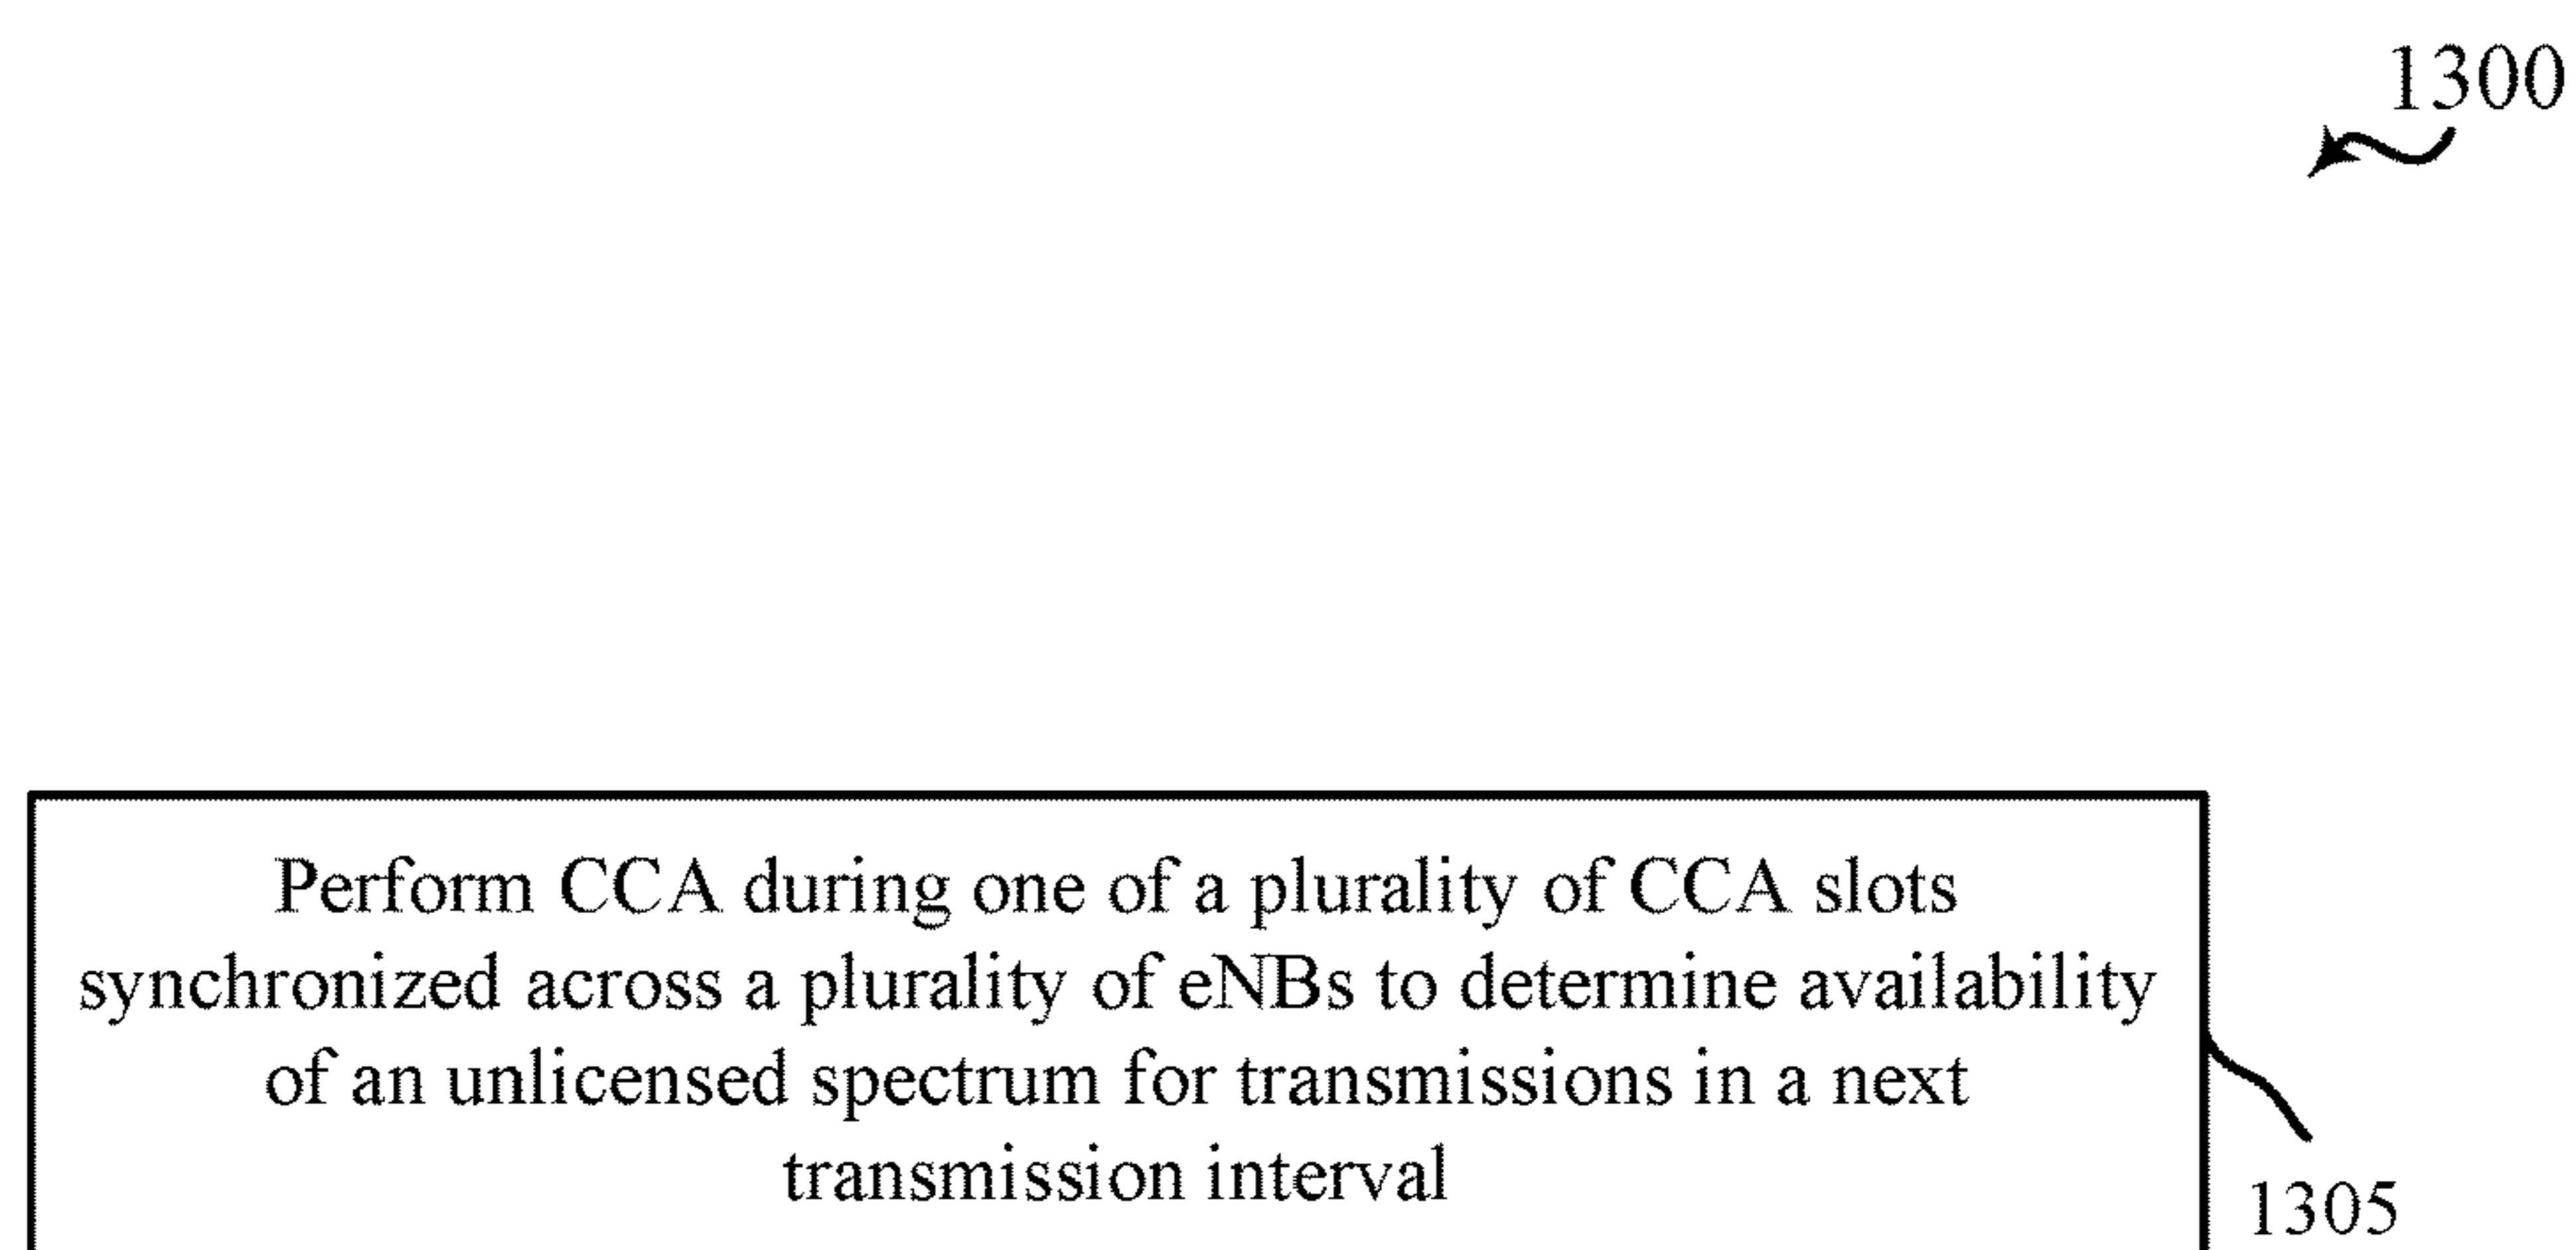 1300
Perform CCA during one of a plurality of CCA slots
synchronized across a plurality of eNBs to determine availability
of an unlicensed spectrum for transmissions in a next
transmission interval
1305